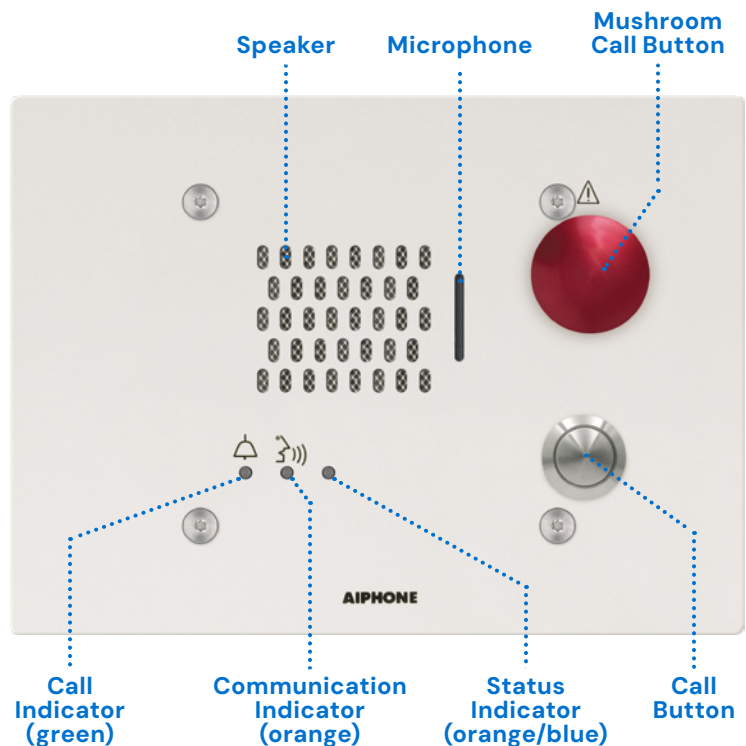 Mushroom
Call Button
Speaker
Microphone
AIPHONE
Call
Indicator
(green)
Communication
Indicator
(orange)
Status
Indicator
(orange/blue)
Call
Button